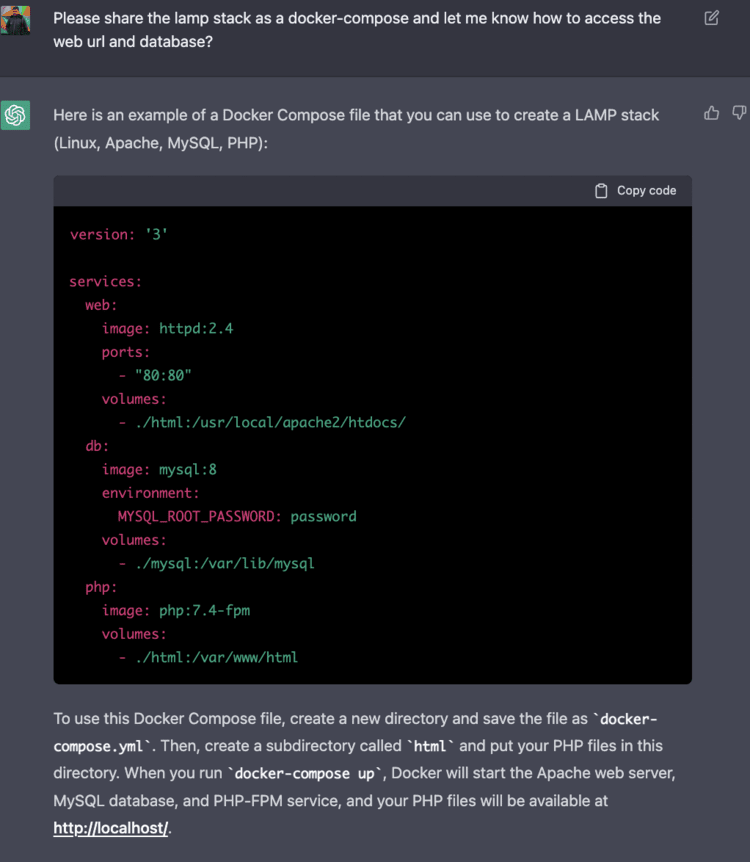 Please share the lamp stack as a docker-compose and let me know how to access the
web url and database?
Here is an example of a Docker Compose file that you can use to create a LAMP stack
(Linux, Apache, MySQL, PHP):
Copy code
version: '3'
services:
  web:
    image: httpd:2.4
    ports:
      - "80:80"
    volumes:
      - ./html:/usr/local/apache2/htdocs/
  db:
    image: mysql:8
    environment:
      MYSQL_ROOT_PASSWORD: password
    volumes:
      - ./mysql:/var/lib/mysql
  php:
    image: php:7.4-fpm
    volumes:
      - ./html:/var/www/html
To use this Docker Compose file, create a new directory and save the file as `docker-
compose.yml`. Then, create a subdirectory called `html` and put your PHP files in this
directory. When you run `docker-compose up`, Docker will start the Apache web server,
MySQL database, and PHP-FPM service, and your PHP files will be available at
http://localhost/.